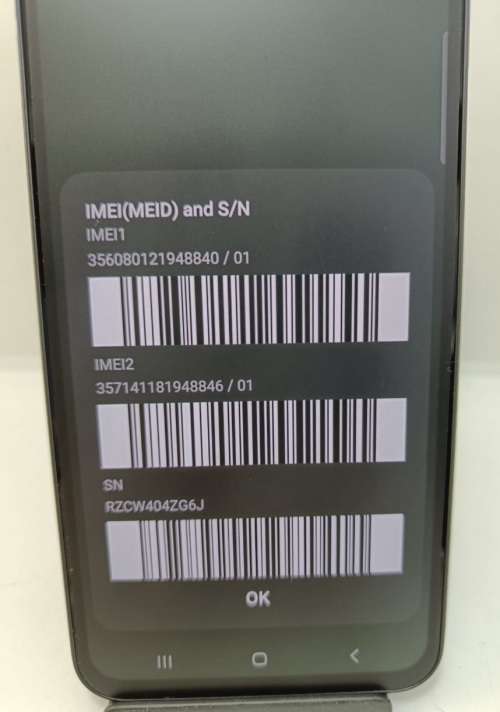 IMEI(MEID) and S/N
IMEI1
356080121948840 / 01
IMEI2
357141181948846 / 01
SN
RZCW404ZG6J
OK